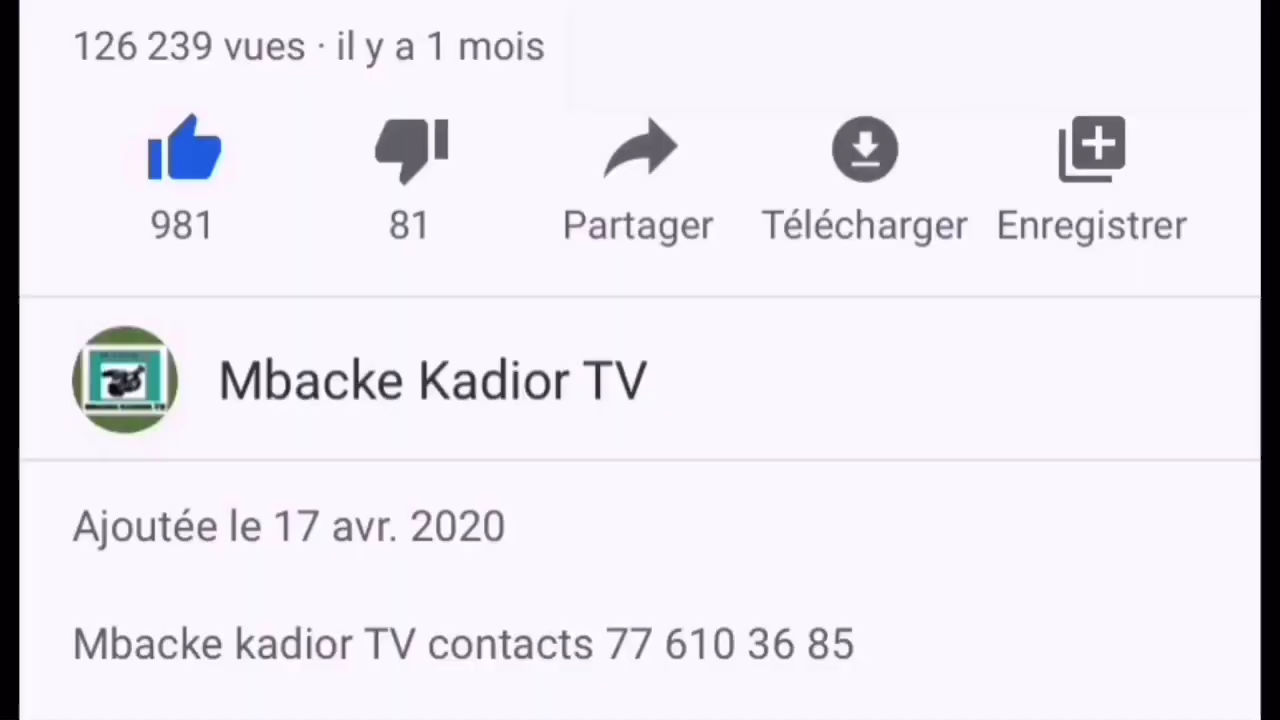 126 239 vues · il y a 1 mois
981 81 Partager Télécharger Enregistrer
Mbacke Kadior TV
Ajoutée le 17 avr. 2020
Mbacke kadior TV contacts 77 610 36 85